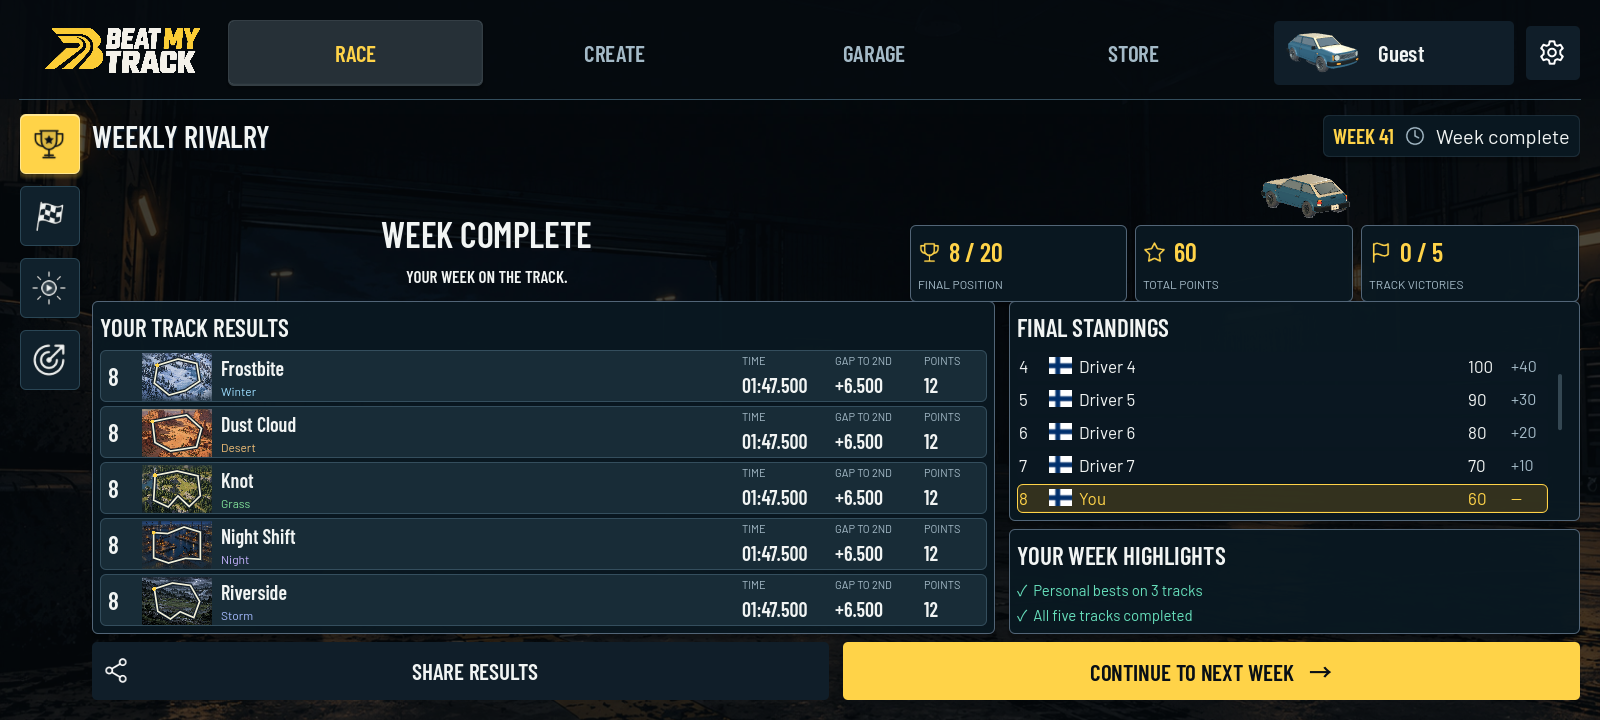 BEAT MY TRACK
RACE
CREATE
GARAGE
STORE
Guest
WEEKLY RIVALRY
WEEK 41 Week complete
WEEK COMPLETE
YOUR WEEK ON THE TRACK.
8 / 20
FINAL POSITION
60
TOTAL POINTS
0 / 5
TRACK VICTORIES
YOUR TRACK RESULTS
8 Frostbite Winter TIME 01:47.500 GAP TO 2ND +6.500 POINTS 12
8 Dust Cloud Desert TIME 01:47.500 GAP TO 2ND +6.500 POINTS 12
8 Knot Grass TIME 01:47.500 GAP TO 2ND +6.500 POINTS 12
8 Night Shift Night TIME 01:47.500 GAP TO 2ND +6.500 POINTS 12
8 Riverside Storm TIME 01:47.500 GAP TO 2ND +6.500 POINTS 12
FINAL STANDINGS
4 Driver 4 100 +40
5 Driver 5 90 +30
6 Driver 6 80 +20
7 Driver 7 70 +10
8 You 60 –
YOUR WEEK HIGHLIGHTS
✓ Personal bests on 3 tracks
✓ All five tracks completed
SHARE RESULTS
CONTINUE TO NEXT WEEK →